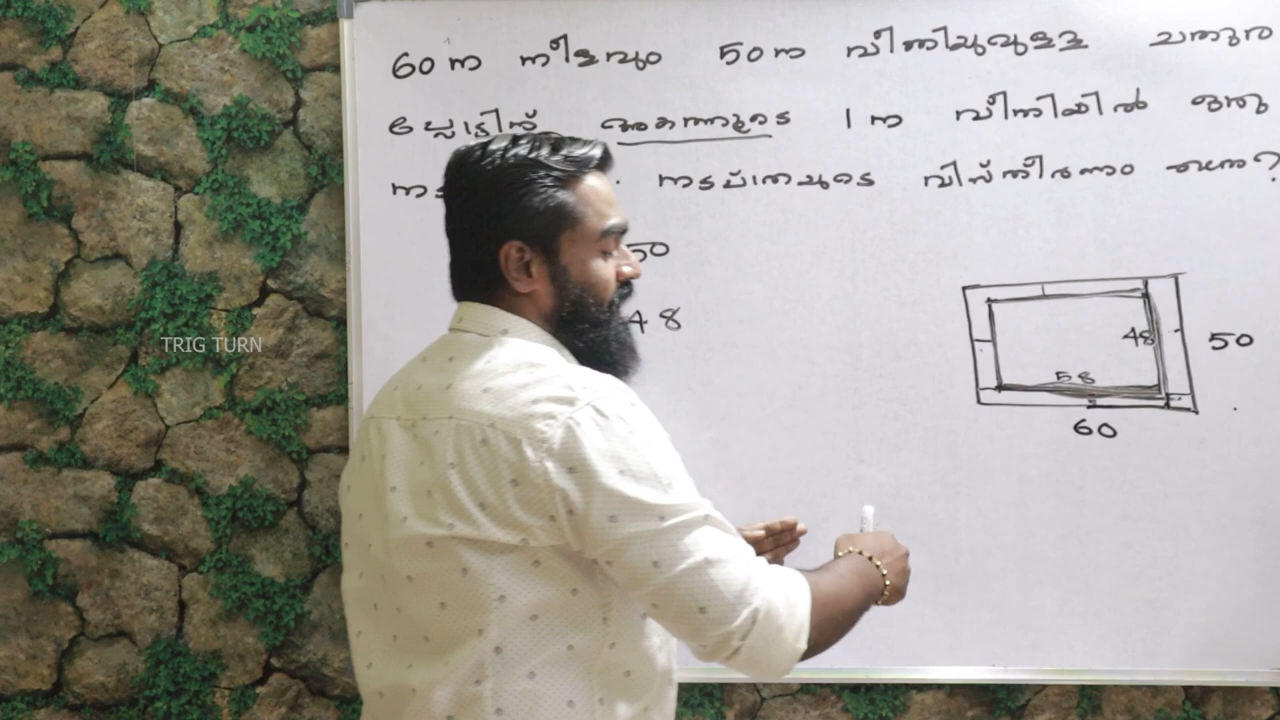 60 m നീളവും 50 m വീതിയുമുള്ള ചതുര
പ്ലോട്ടിന് അകത്തൂടെ 1 m വീതിയിൽ ഒരു
നട നടപ്പാതയുടെ വിസ്തീർണം എന്ത?
50
48
48
50
58
60
TRIG TURN